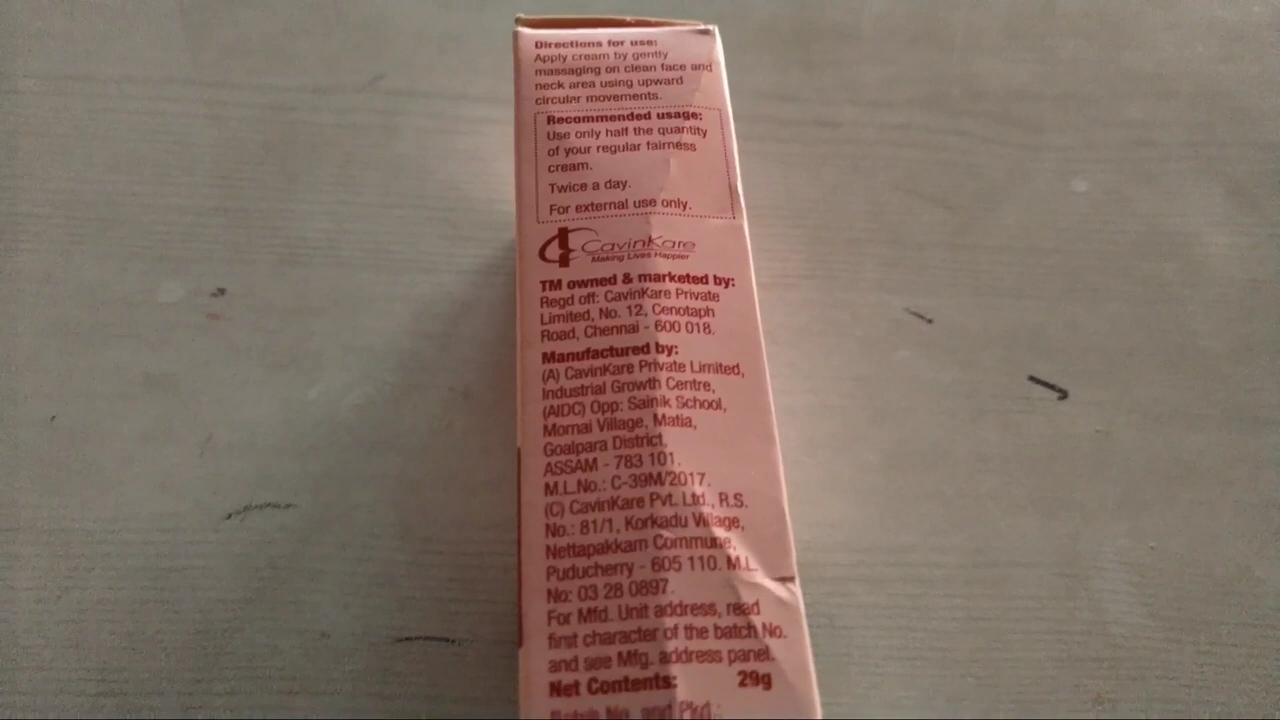 Directions for use:
Apply cream by gently
massaging on clean face and
neck area using upward
circular movements.
Recommended usage:
Use only half the quantity
of your regular fairness
cream.
Twice a day.
For external use only.
CavinKare
Making Lives Happier
TM owned & marketed by:
Regd off: CavinKare Private
Limited, No. 12, Cenotaph
Road, Chennai - 600 018.
Manufactured by:
(A) CavinKare Private Limited,
Industrial Growth Centre,
(AIDC) Opp: Sainik School,
Mornai Village, Matia,
Goalpara District,
ASSAM - 783 101.
M.L.No.: C-39M/2017.
(C) CavinKare Pvt. Ltd., R.S.
No.: 81/1, Korkadu Village,
Nettapakkam Commune,
Puducherry - 605 110. M.L.
No: 03 28 0897.
For Mfd. Unit address, read
first character of the batch No.
and see Mfg. address panel.
Net Contents: 29g
Batch No. and Pkd.: